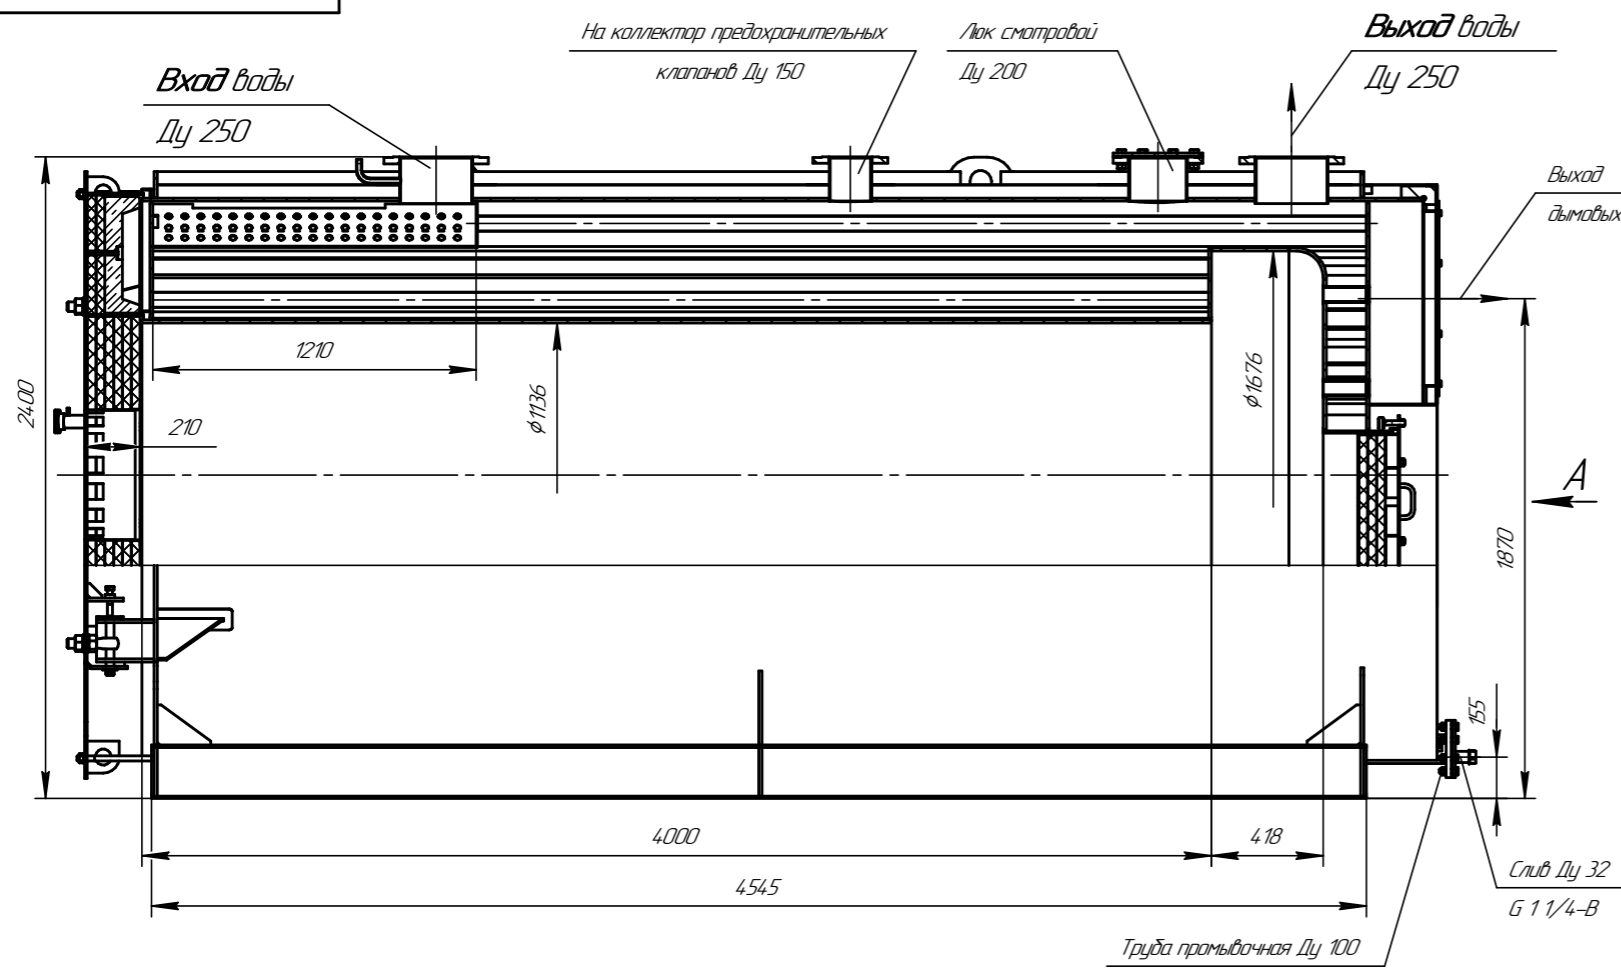 На коллектор предохранительных
клапанов Ду 150
Люк смотровой
Ду 200
Выход воды
Ду 250
Вход воды
Ду 250
Выход
дымовых
1210
2400
210
ϕ1136
ϕ1676
А
1870
155
4000
418
4545
Слив Ду 32
G 1 1/4-В
Труба промывочная Ду 100